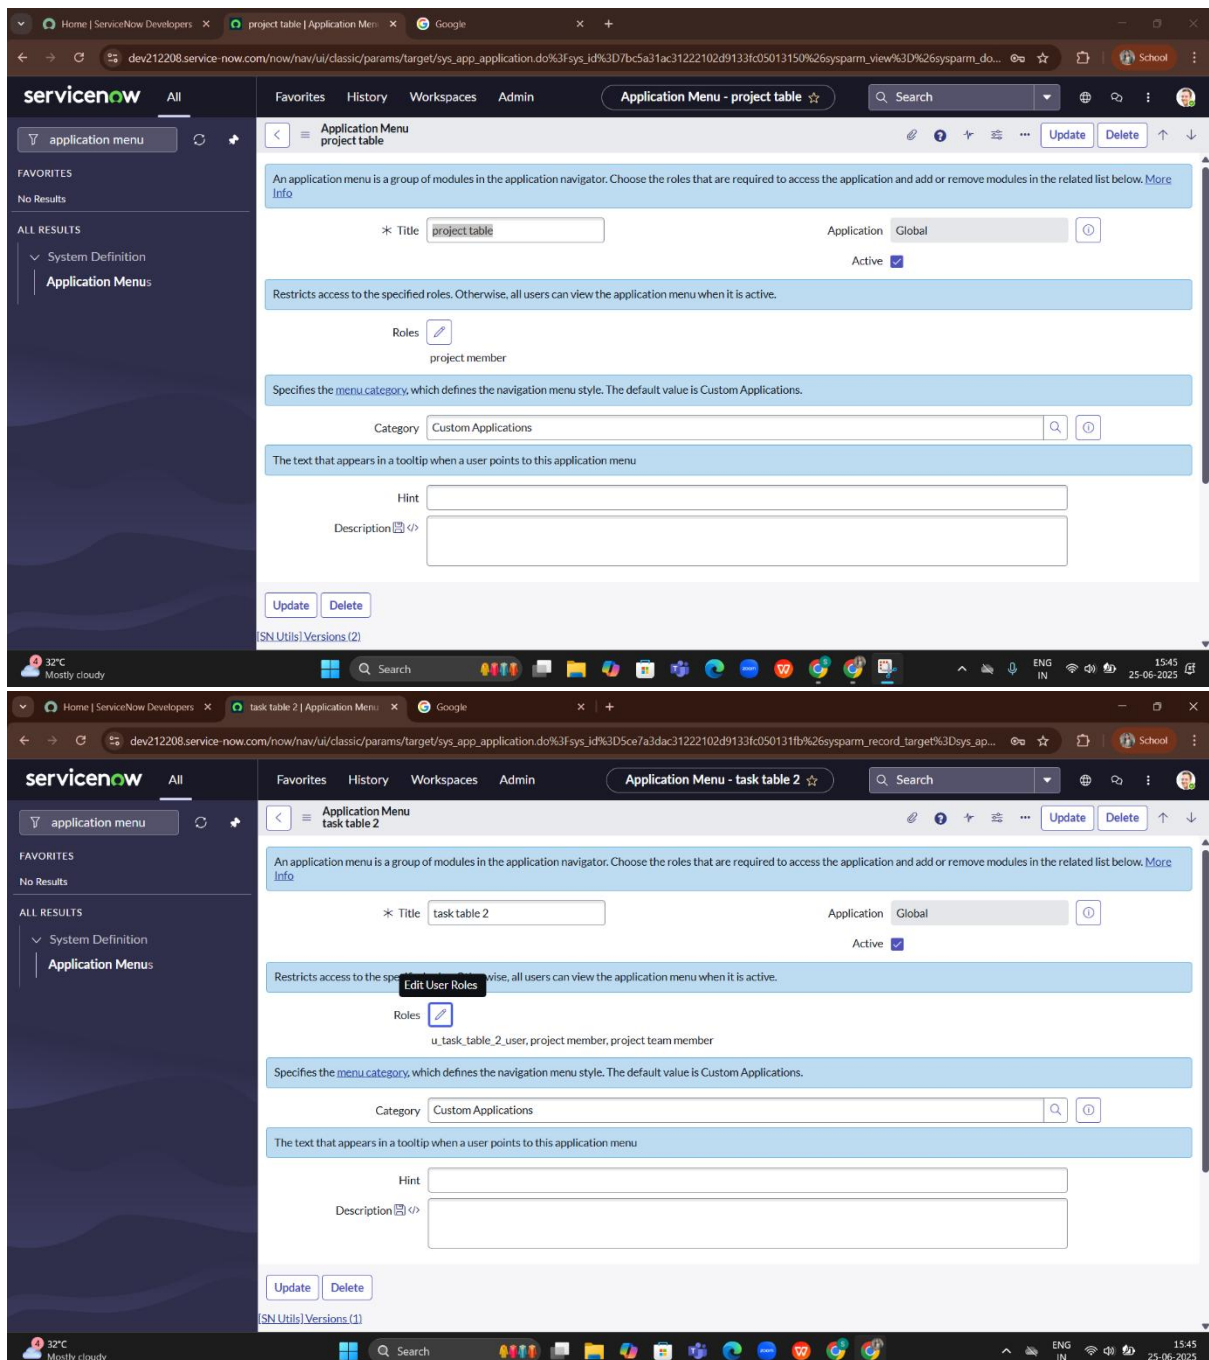 Home | ServiceNow Developers
project table | Application Men
Google
dev212208.service-now.com/now/nav/ui/classic/params/target/sys_app_application.do%3Fsys_id%3D7bc5a31ac31222102d9133fc05013150%26sysparm_view%3D%26sysparm_do...
School
servicenow
All
Favorites History Workspaces Admin
Application Menu - project table
Search
application menu
FAVORITES
No Results
ALL RESULTS
System Definition
Application Menus
Application Menu
project table
Update Delete
An application menu is a group of modules in the application navigator. Choose the roles that are required to access the application and add or remove modules in the related list below. More
Info
Title project table
Application Global
Active
Restricts access to the specified roles. Otherwise, all users can view the application menu when it is active.
Roles
project member
Specifies the menu category, which defines the navigation menu style. The default value is Custom Applications.
Category Custom Applications
The text that appears in a tooltip when a user points to this application menu
Hint
Description
Update Delete
[SN Utils] Versions (2)
4
32°C
Mostly cloudy
Search
ENG
IN
15:45
25-06-2025
Home | ServiceNow Developers
task table 2 | Application Menu
Google
dev212208.service-now.com/now/nav/ui/classic/params/target/sys_app_application.do%3Fsys_id%3D5ce7a3dac31222102d9133fc050131fb%26sysparm_record_target%3Dsys_ap...
School
servicenow
All
Favorites History Workspaces Admin
Application Menu - task table 2
Search
application menu
FAVORITES
No Results
ALL RESULTS
System Definition
Application Menus
Application Menu
task table 2
Update Delete
An application menu is a group of modules in the application navigator. Choose the roles that are required to access the application and add or remove modules in the related list below. More
Info
Title task table 2
Application Global
Active
Restricts access to the spe wise, all users can view the application menu when it is active.
Edit User Roles
Roles
u_task_table_2_user, project member, project team member
Specifies the menu category, which defines the navigation menu style. The default value is Custom Applications.
Category Custom Applications
The text that appears in a tooltip when a user points to this application menu
Hint
Description
Update Delete
[SN Utils] Versions (1)
4
32°C
Mostly cloudy
Search
ENG
IN
15:45
25-06-2025